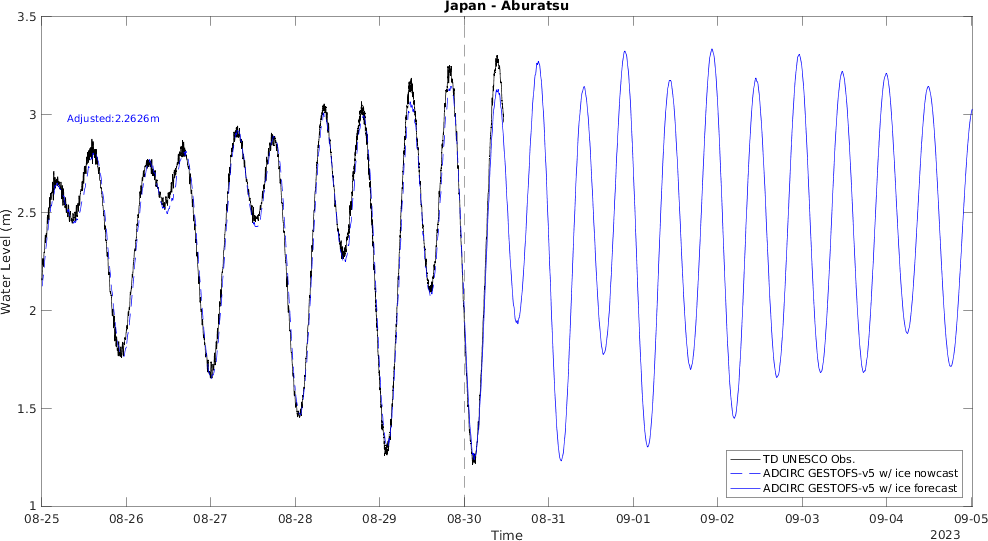 Japan - Aburatsu
3.5
3
2.5
2
1.5
1
Water Level (m)
Adjusted:2.2626m
TD UNESCO Obs.
ADCIRC GESTOFS-v5 w/ ice nowcast
ADCIRC GESTOFS-v5 w/ ice forecast
08-25 08-26 08-27 08-28 08-29 08-30 08-31 09-01 09-02 09-03 09-04 09-05
Time
2023